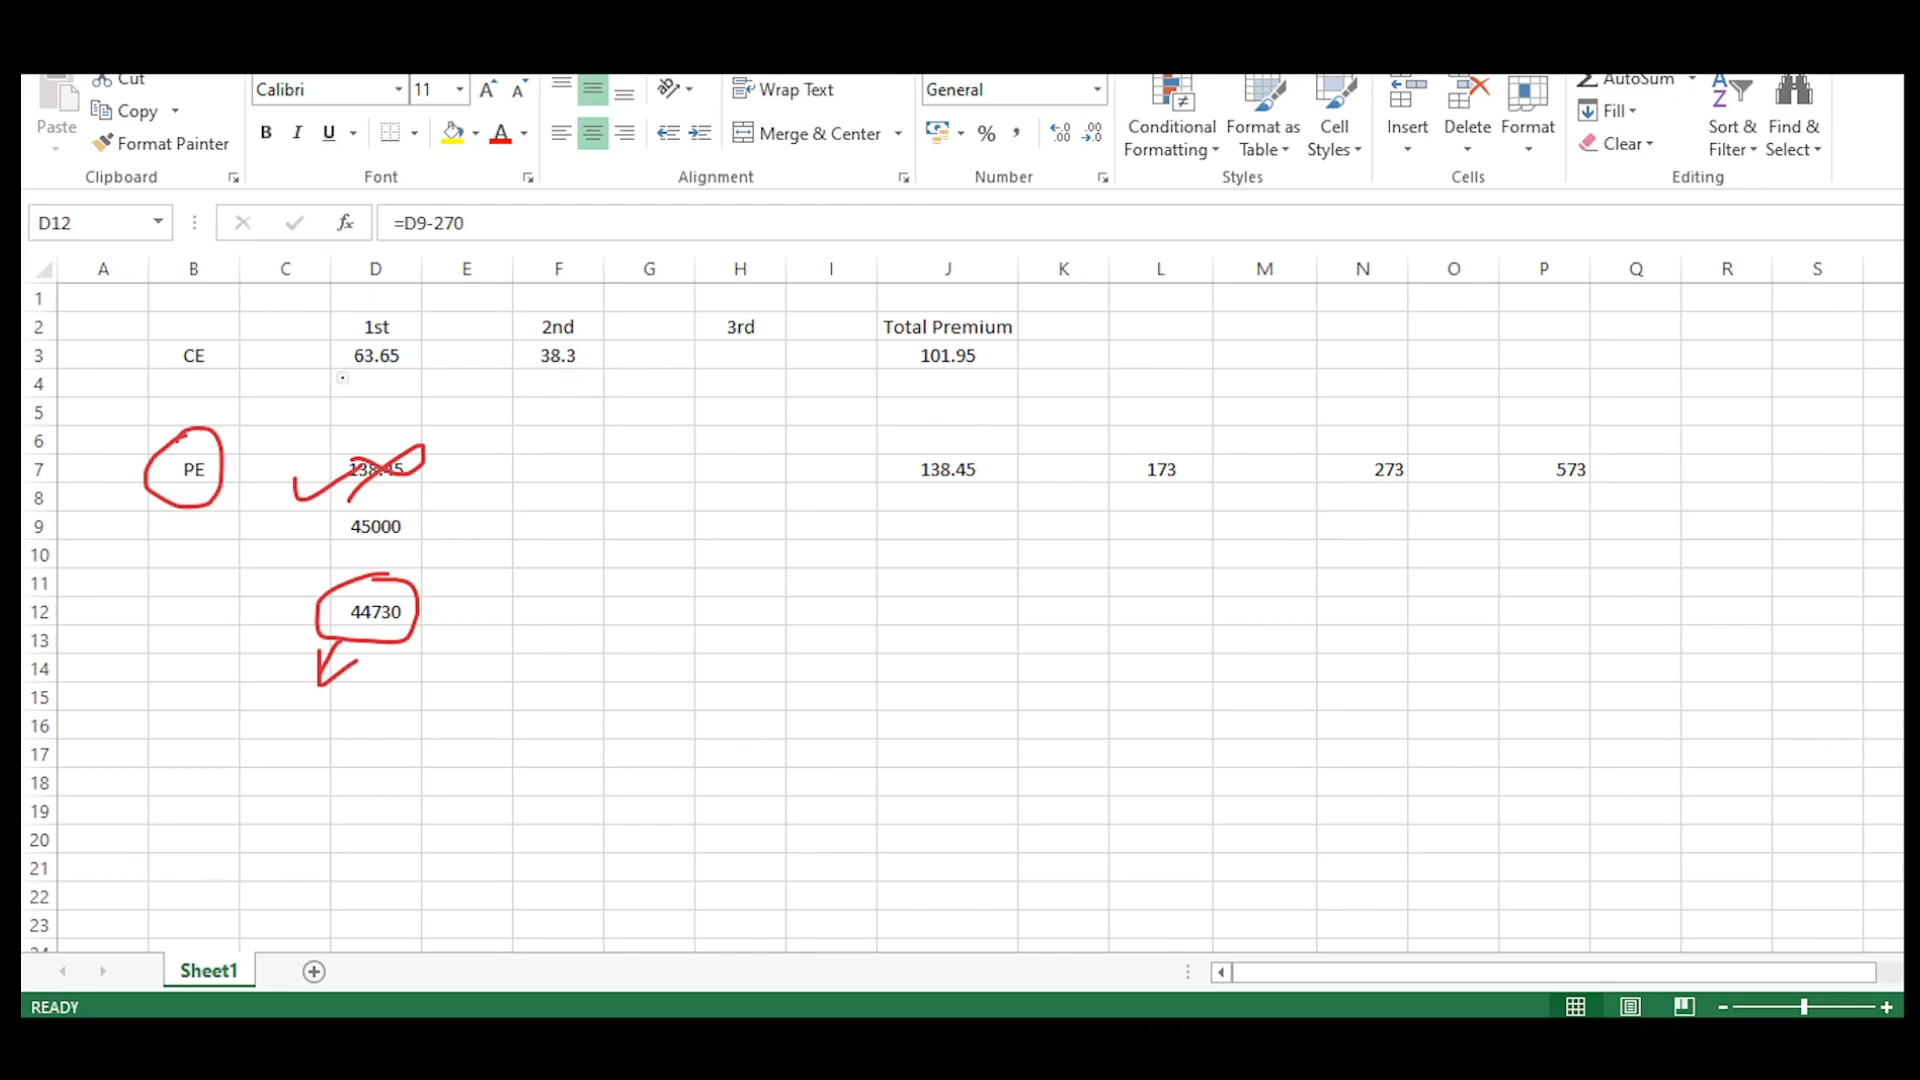 Cut
Calibri 11 A A Wrap Text General AutoSum
Copy Paste Conditional Formatting Format as Table Cell Styles Insert Delete Format Fill Sort & Filter Find & Select
Format Painter B I U A Merge & Center % Clear
Clipboard Font Alignment Number Styles Cells Editing
D12 fx =D9-270
A B C D E F G H I J K L M N O P Q R S
1
2 1st 2nd 3rd Total Premium
3 CE 63.65 38.3 101.95
4
5
6
7 PE 138.45 138.45 173 273 573
8
9 45000
10
11
12 44730
13
14
15
16
17
18
19
20
21
22
23
Sheet1
READY